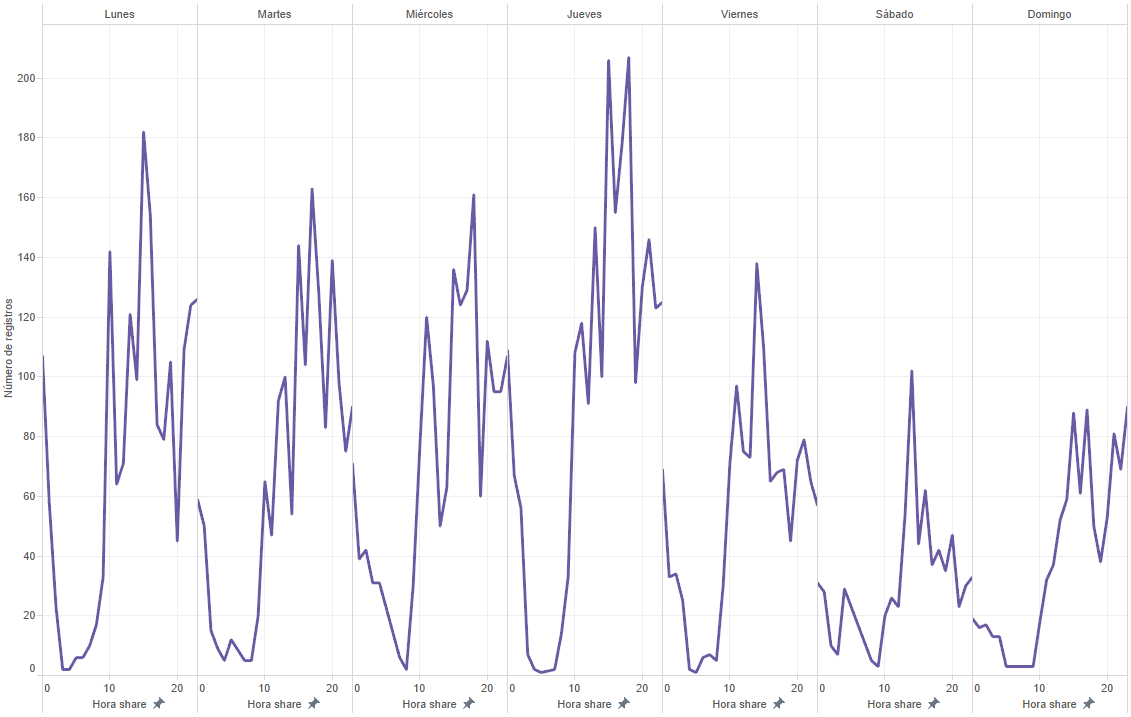 Lunes Martes Miércoles Jueves Viernes Sábado Domingo
Número de registros
200
180
160
140
120
100
80
60
40
20
0
0 10 20 0 10 20 0 10 20 0 10 20 0 10 20 0 10 20 0 10 20
Hora share Hora share Hora share Hora share Hora share Hora share Hora share